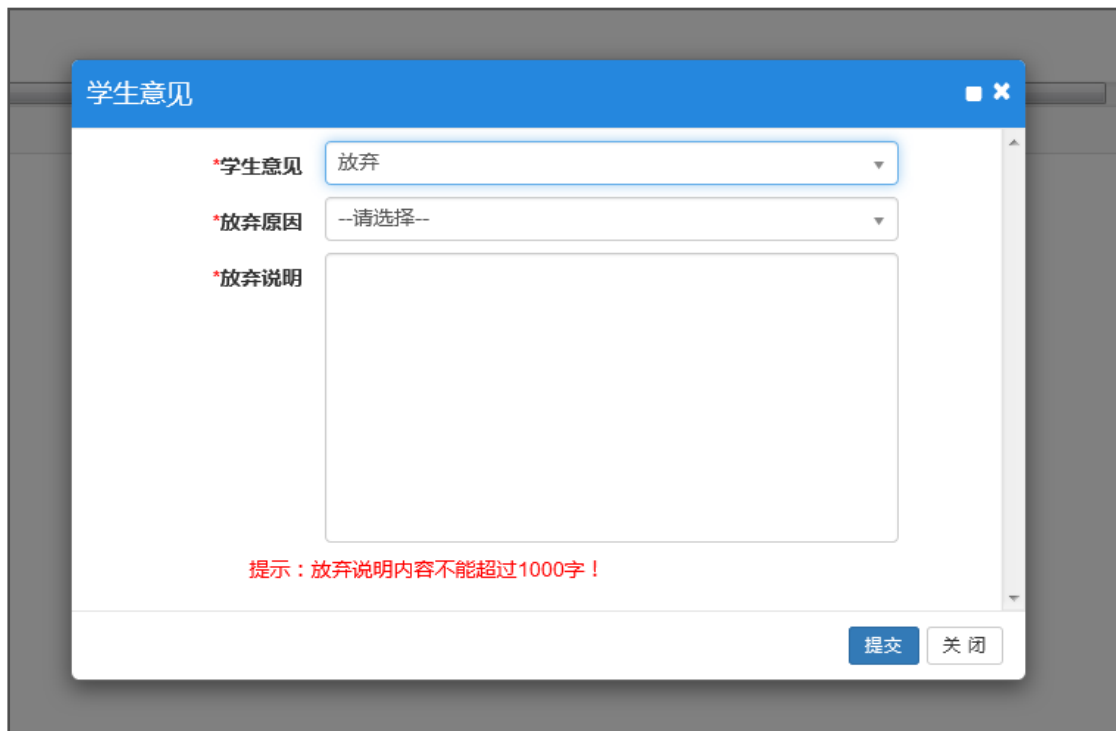 学生意见
*学生意见 放弃
*放弃原因 --请选择--
*放弃说明
提示：放弃说明内容不能超过1000字！
提交 关 闭